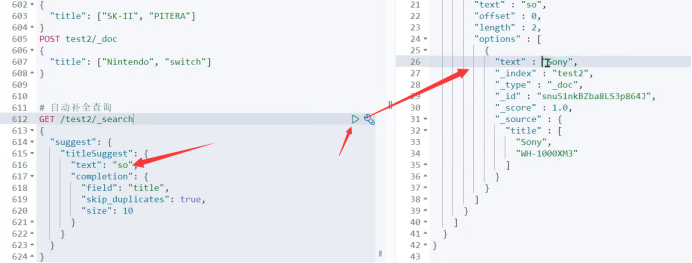 602 {
603   "title": ["SK-II", "PITERA"]
604 }
605 POST test2/_doc
606 {
607   "title": ["Nintendo", "switch"]
608 }
609
610
611 # 自动补全查询
612 GET /test2/_search
613 {
614   "suggest": {
615     "titleSuggest": {
616       "text": "so",
617       "completion": {
618         "field": "title",
619         "skip_duplicates": true,
620         "size": 10
621       }
622     }
623   }
624 }
21 "text" : "so",
22 "offset" : 0,
23 "length" : 2,
24 "options" : [
25 {
26 "text" : "Sony",
27 "_index" : "test2",
28 "_type" : "_doc",
29 "_id" : "snu51nkBZba8LS3p864J",
30 "_score" : 1.0,
31 "_source" : {
32 "title" : [
33 "Sony",
34 "WH-1000XM3"
35 ]
36 }
37 }
38 ]
39 }
40 ]
41 }
42 }
43